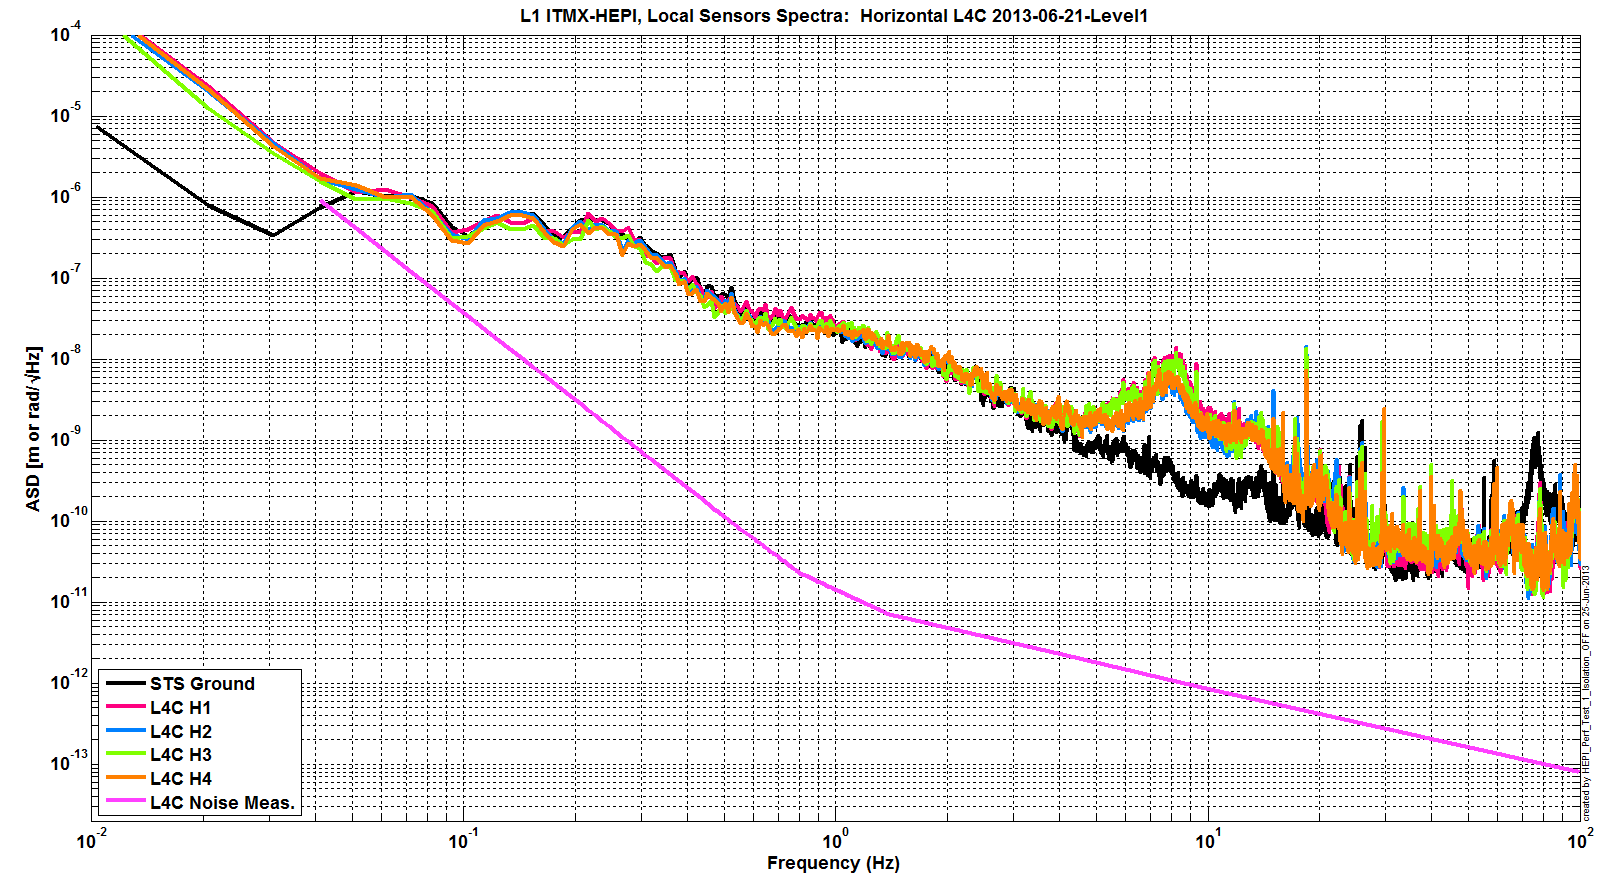 L1 ITMX-HEPI, Local Sensors Spectra:  Horizontal L4C 2013-06-21-Level1
10^-4
10^-5
10^-6
10^-7
10^-8
10^-9
10^-10
10^-11
10^-12
10^-13
ASD [m or rad/√Hz]
STS Ground
L4C H1
L4C H2
L4C H3
L4C H4
L4C Noise Meas.
10^-2
10^-1
10^0
10^1
10^2
Frequency (Hz)
created by HEPI_Perf_Test_1_Isolation_OFF on 25-Jun-2013